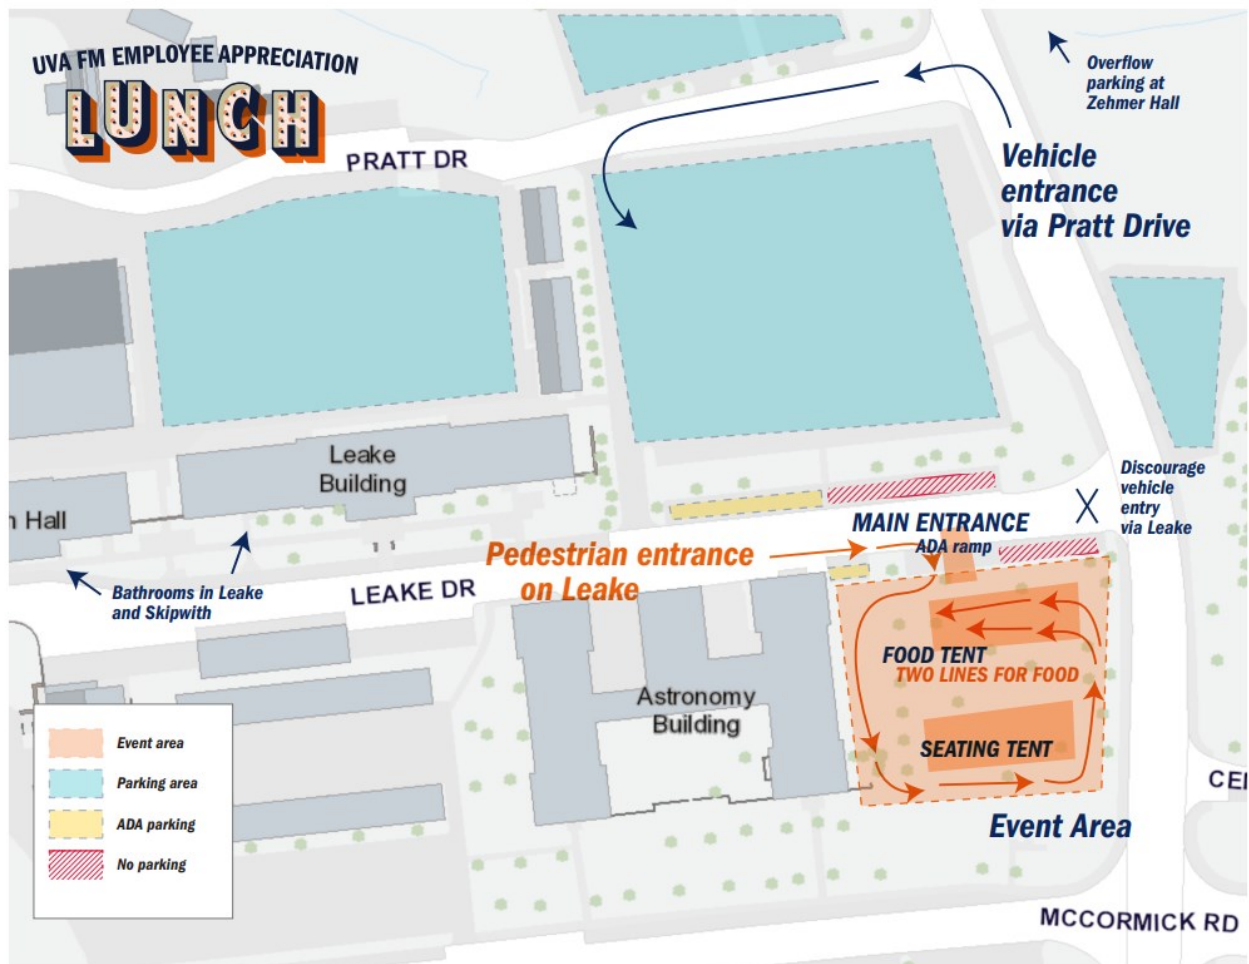 UVA FM EMPLOYEE APPRECIATION
LUNCH
Overflow
parking at
Zehmer Hall
PRATT DR
Vehicle
entrance
via Pratt Drive
Leake
Building
n Hall
Discourage
vehicle
entry
via Leake
MAIN ENTRANCE
ADA ramp
Pedestrian entrance
on Leake
Bathrooms in Leake
and Skipwith
LEAKE DR
FOOD TENT
TWO LINES FOR FOOD
Astronomy
Building
SEATING TENT
Event area
Parking area
ADA parking
No parking
CEI
Event Area
MCCORMICK RD